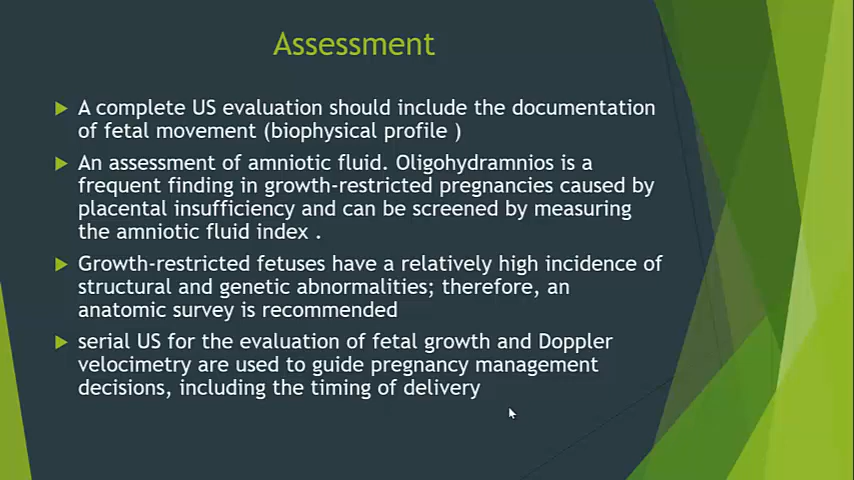 Assessment
A complete US evaluation should include the documentation
of fetal movement (biophysical profile )
An assessment of amniotic fluid. Oligohydramnios is a
frequent finding in growth-restricted pregnancies caused by
placental insufficiency and can be screened by measuring
the amniotic fluid index .
Growth-restricted fetuses have a relatively high incidence of
structural and genetic abnormalities; therefore, an
anatomic survey is recommended
serial US for the evaluation of fetal growth and Doppler
velocimetry are used to guide pregnancy management
decisions, including the timing of delivery